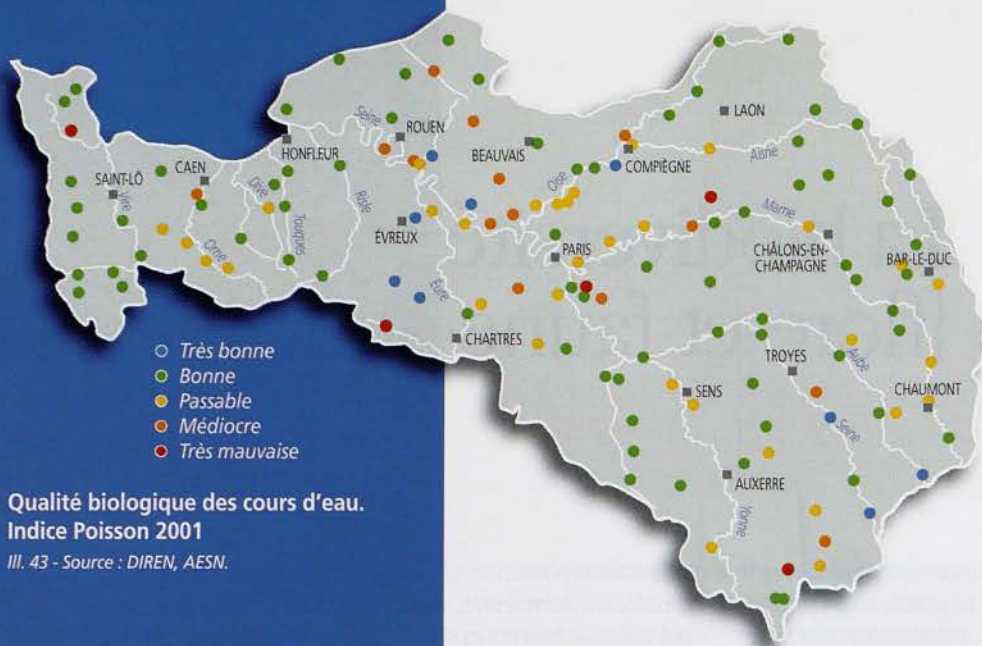 Seine
ROUEN
LAON
HONFLEUR
BEAUVAIS
Oise
COMPIÈGNE
Aisne
CAEN
SAINT-LÔ
Vire
Dive
Touques
Risle
Orne
ÉVREUX
Eure
Marne
PARIS
CHÂLONS-EN-
CHAMPAGNE
BAR-LE-DUC
CHARTRES
TROYES
Aube
SENS
CHAUMONT
Seine
AUXERRE
Yonne
Très bonne
Bonne
Passable
Médiocre
Très mauvaise
Qualité biologique des cours d'eau.
Indice Poisson 2001
Ill. 43 - Source : DIREN, AESN.